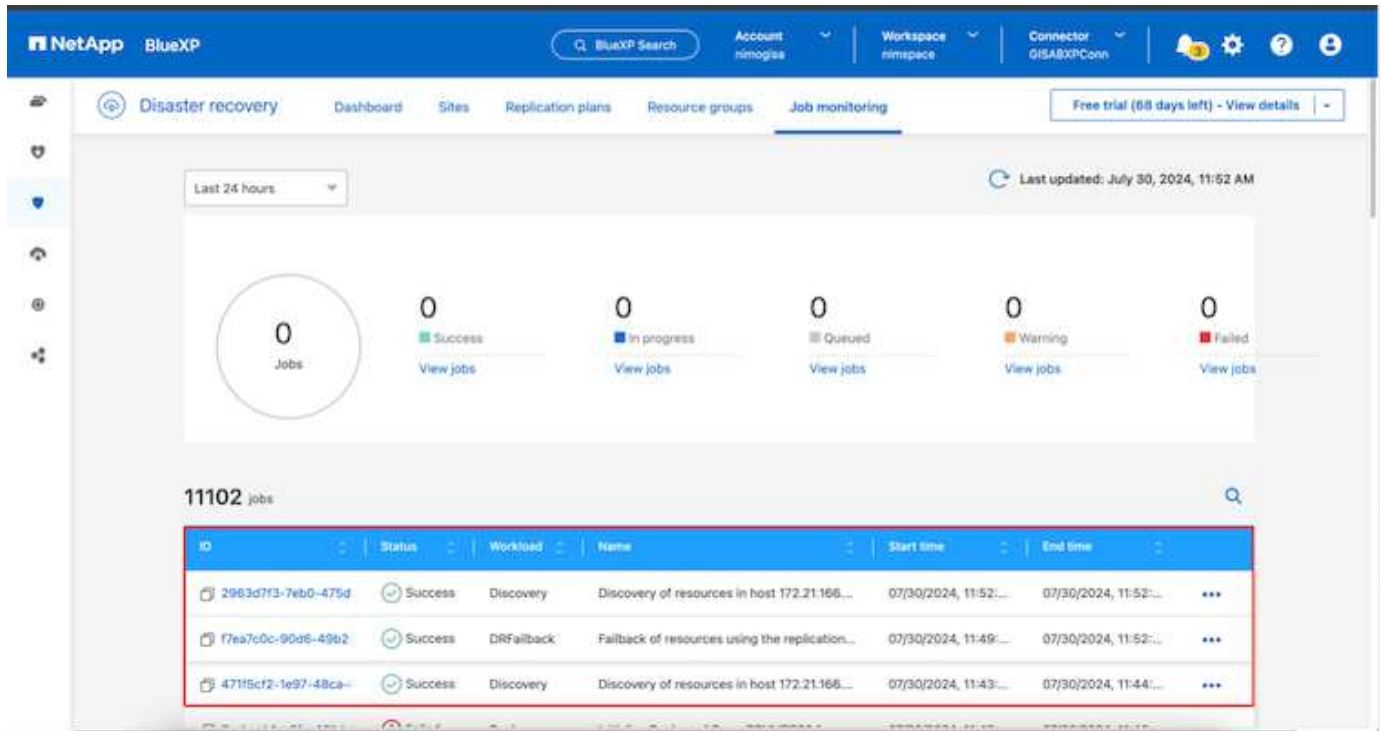 NetApp BlueXP BlueXP Search Account Workspace Connector
nimogisa nimspace GISABXPConn
3
Disaster recovery Dashboard Sites Replication plans Resource groups Job monitoring Free trial (68 days left) - View details
Last 24 hours Last updated: July 30, 2024, 11:52 AM
0 0 0 0 0 0
Jobs Success In progress Queued Warning Failed
View jobs View jobs View jobs View jobs View jobs
11102 jobs
ID Status Workload Name Start time End time
2963d7f3-7eb0-475d Success Discovery Discovery of resources in host 172.21.166.... 07/30/2024, 11:52:... 07/30/2024, 11:52:...
f7ea7c0c-90d6-49b2 Success DRFailback Failback of resources using the replication... 07/30/2024, 11:49:... 07/30/2024, 11:52:...
471f5cf2-1e97-48ca- Success Discovery Discovery of resources in host 172.21.166.... 07/30/2024, 11:43:... 07/30/2024, 11:44:...